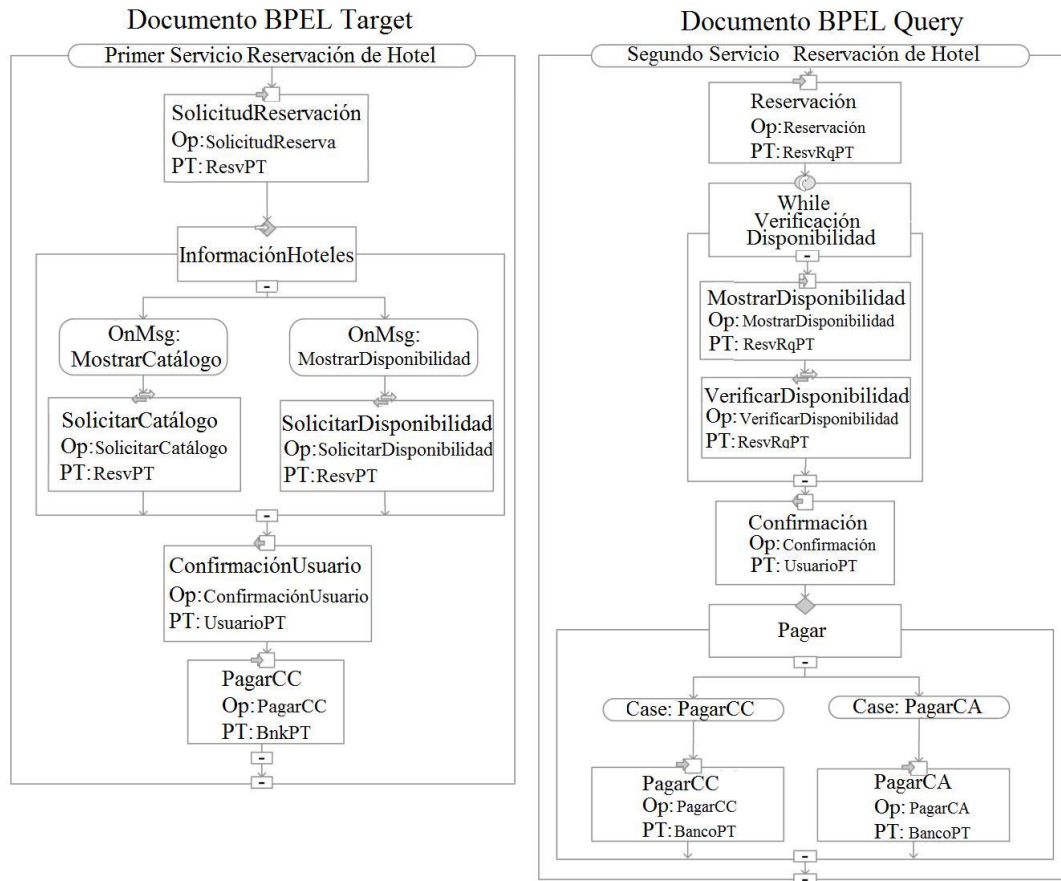 Documento BPEL Target
Primer Servicio Reservación de Hotel
SolicitudReservación
Op: SolicitudReserva
PT: ResvPT
InformaciónHoteles
-
OnMsg:
MostrarCatálogo
OnMsg:
MostrarDisponibilidad
SolicitarCatálogo
Op: SolicitarCatálogo
PT: ResvPT
SolicitarDisponibilidad
Op: SolicitarDisponibilidad
PT: ResvPT
-
ConfirmaciónUsuario
Op: ConfirmaciónUsuario
PT: UsuarioPT
PagarCC
Op: PagarCC
PT: BnkPT
-
-
Documento BPEL Query
Segundo Servicio Reservación de Hotel
Reservación
Op: Reservación
PT: ResvRqPT
While
Verificación
Disponibilidad
-
MostrarDisponibilidad
Op: MostrarDisponibilidad
PT: ResvRqPT
VerificarDisponibilidad
Op: VerificarDisponibilidad
PT: ResvRqPT
-
Confirmación
Op: Confirmación
PT: UsuarioPT
Pagar
-
Case: PagarCC
Case: PagarCA
PagarCC
Op: PagarCC
PT: BancoPT
PagarCA
Op: PagarCA
PT: BancoPT
-
-